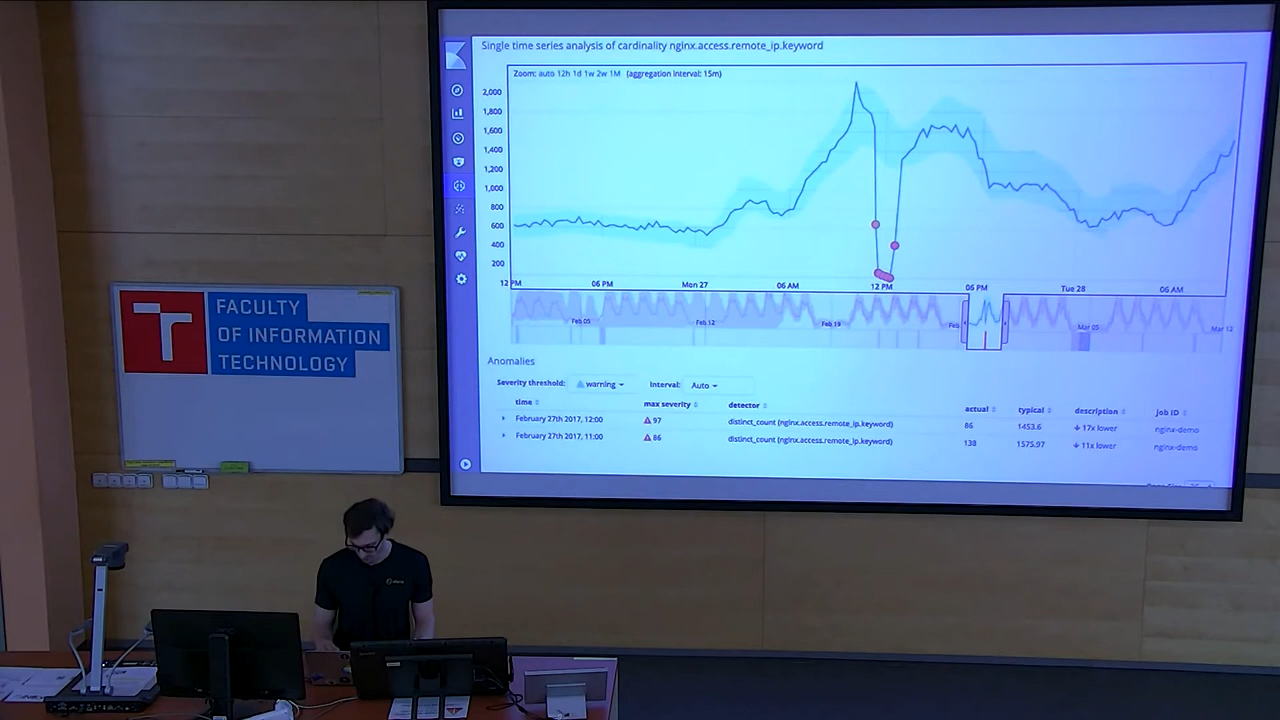 Single time series analysis of cardinality nginx.access.remote_ip.keyword
Zoom: auto 12h 1d 1w 2w 1M (aggregation interval: 15m)
2,000
1,800
1,600
1,400
1,200
1,000
800
600
400
200
12 PM 06 PM Mon 27 06 AM 12 PM 06 PM Tue 28 06 AM
Feb 05 Feb 12 Feb 19 Feb Mar 05 Mar 12
Anomalies
Severity threshold: warning Interval: Auto
time max severity detector actual typical description job ID
February 27th 2017, 12:00 97 distinct_count (nginx.access.remote_ip.keyword) 86 1453.6 17x lower nginx-demo
February 27th 2017, 11:00 86 distinct_count (nginx.access.remote_ip.keyword) 138 1575.97 11x lower nginx-demo
FACULTY
OF INFORMATION
TECHNOLOGY